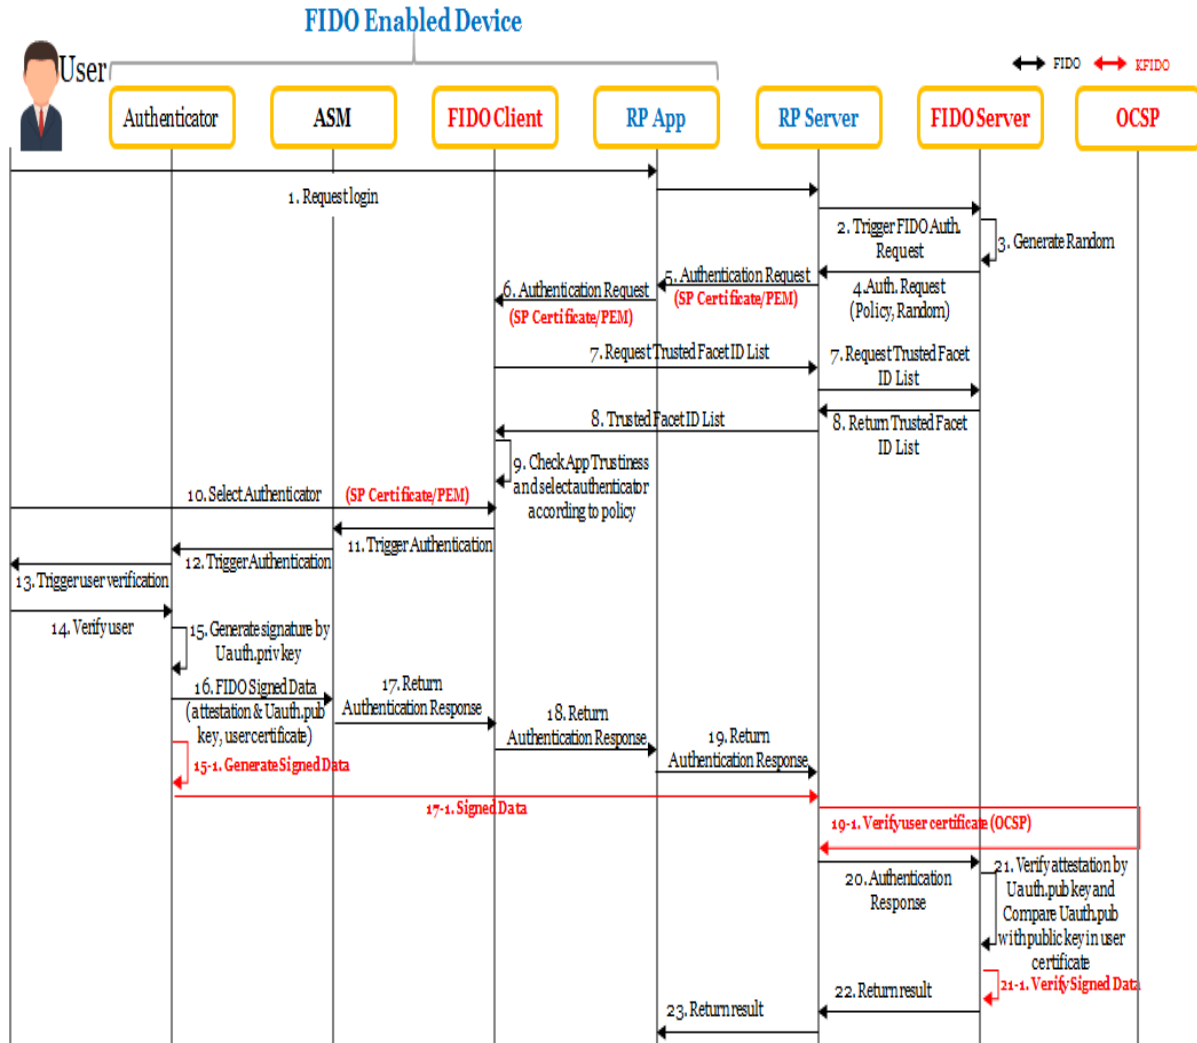 FIDO Enabled Device
User
FIDO
KFIDO
Authenticator
ASM
FIDO Client
RP App
RP Server
FIDO Server
OCSP
1. Request login
2. Trigger FIDO Auth.
Request
3. Generate Random
4.Auth. Request
(Policy, Random)
5. Authentication Request
(SP Certificate/PEM)
6. Authentication Request
(SP Certificate/PEM)
7. Request Trusted Facet ID List
7. Request Trusted Facet
ID List
8. Trusted Facet ID List
8. Return Trusted Facet
ID List
9. Check App Trustiness
and select authenticator
according to policy
10. Select Authenticator
(SP Certificate/PEM)
11. Trigger Authentication
12. Trigger Authentication
13. Trigger user verification
14. Verify user
15. Generate signature by
Uauth.priv key
16. FIDO Signed Data
(attestation & Uauth.pub
key, user certificate)
17. Return
Authentication Response
18. Return
Authentication Response
19. Return
Authentication Response
15-1. Generate Signed Data
17-1. Signed Data
19-1. Verify user certificate (OCSP)
20. Authentication
Response
21. Verify attestation by
Uauth.pub key and
Compare Uauth.pub
with public key in user
certificate
21-1. Verify Signed Data
22. Return result
23. Return result